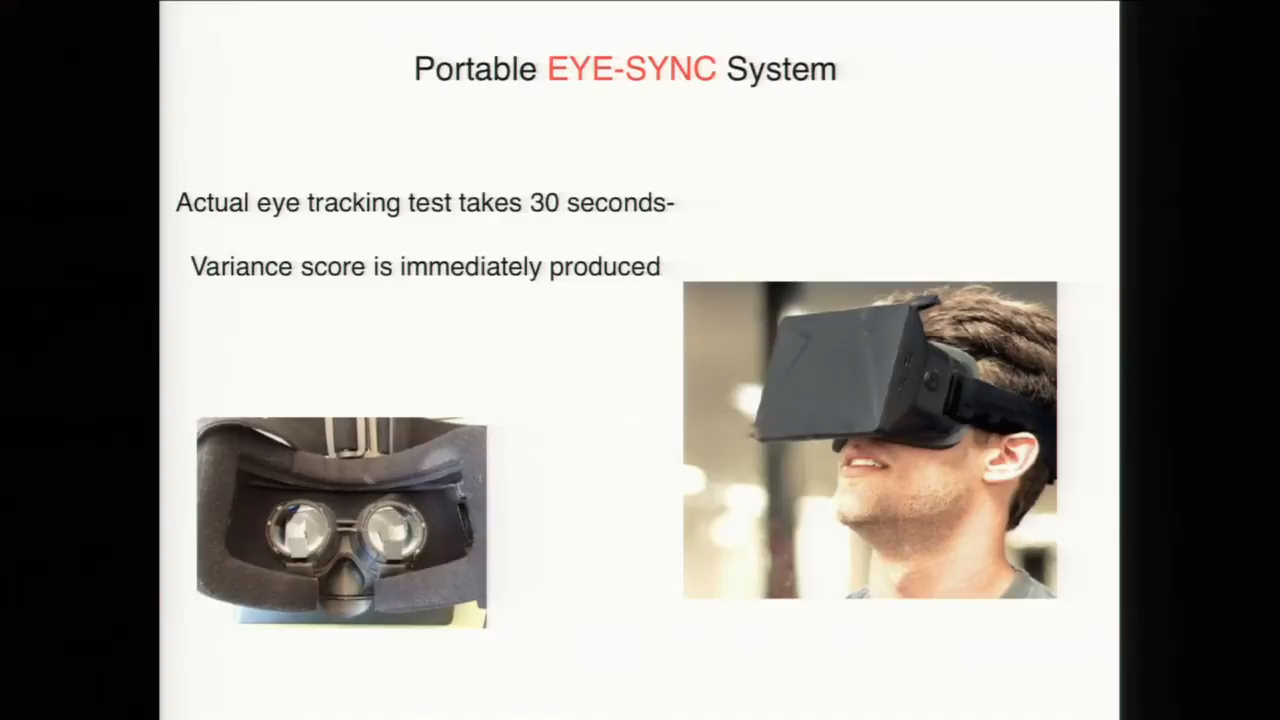 Portable EYE-SYNC System
Actual eye tracking test takes 30 seconds-
Variance score is immediately produced